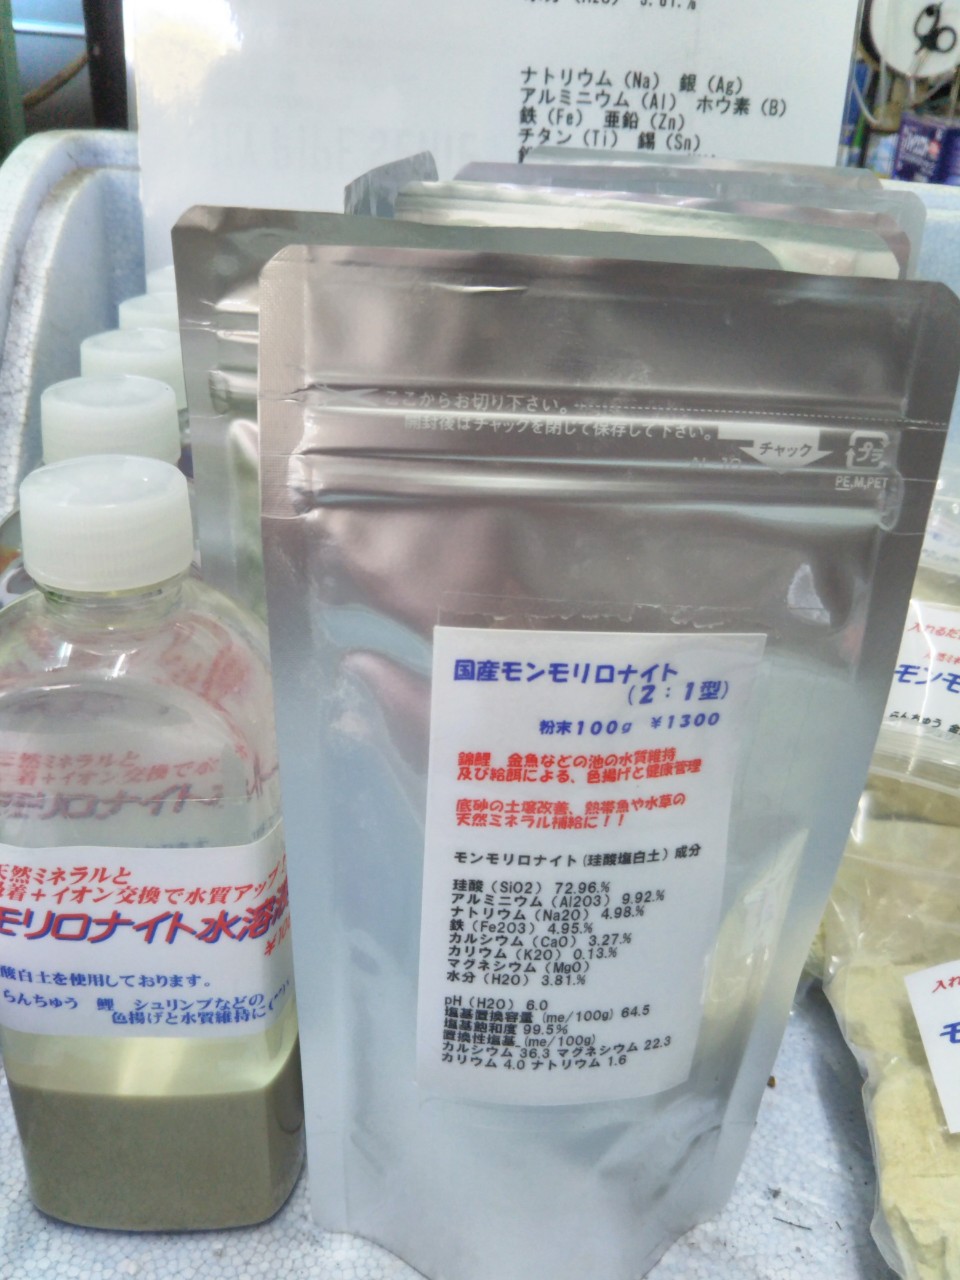 ナトリウム（Na） 銀（Ag）
アルミニウム（Al） ホウ素（B）
鉄（Fe） 亜鉛（Zn）
チタン（Ti） 錫（Sn）
ここからお切り下さい。
開封後はチャックを閉じて保存して下さい。
チャック
プラ
PE,M,PET
国産モンモリロナイト
（２：１型）
粉末１００ｇ ￥１３００
錦鯉 金魚などの池の水質維持
及び給餌による、色揚げと健康管理
底砂の土壌改善、熱帯魚や水草の
天然ミネラル補給に！！
モンモリロナイト(珪酸塩白土)成分
珪酸（SiO2） 72.96.%
アルミニウム（Al2O3） 9.92.%
ナトリウム（Na2O） 4.98.%
鉄（Fe2O3） 4.95.%
カルシウム（CaO） 3.27.%
カリウム（K2O） 0.13.%
マグネシウム（MgO）
水分（H2O） 3.81.%
pH（H2O） 6.0
塩基置換容量（me/100g) 64.5
塩基飽和度 99.5%
置換性塩基（me/100g)
カルシウム 36.3 マグネシウム 22.3
カリウム 4.0 ナトリウム 1.6
天然ミネラルと
着＋イオン交換で水質アップ
モリロナイト水溶液
酸白土を使用しております。
らんちゅう 鯉 シュリンプなどの
色揚げと水質維持に
入れるだ
モンモ
らんちゅう 金
入れ
モ